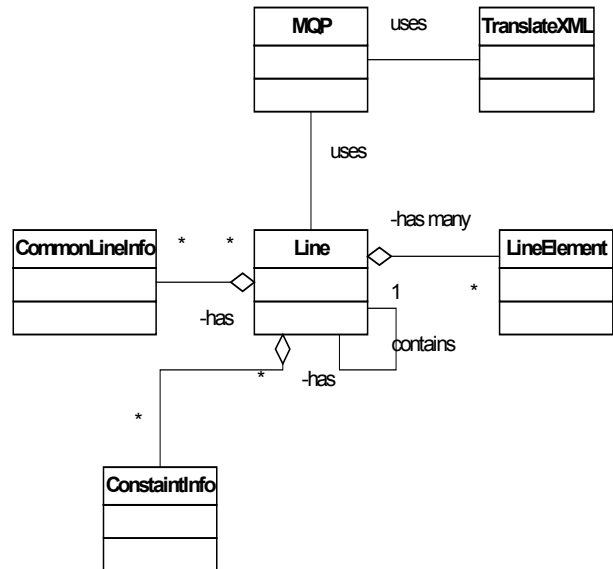 MQP
uses
TranslateXML
uses
-has many
CommonLineInfo
*
*
Line
LineElement
1
*
-has
contains
*
-has
*
ConstaintInfo